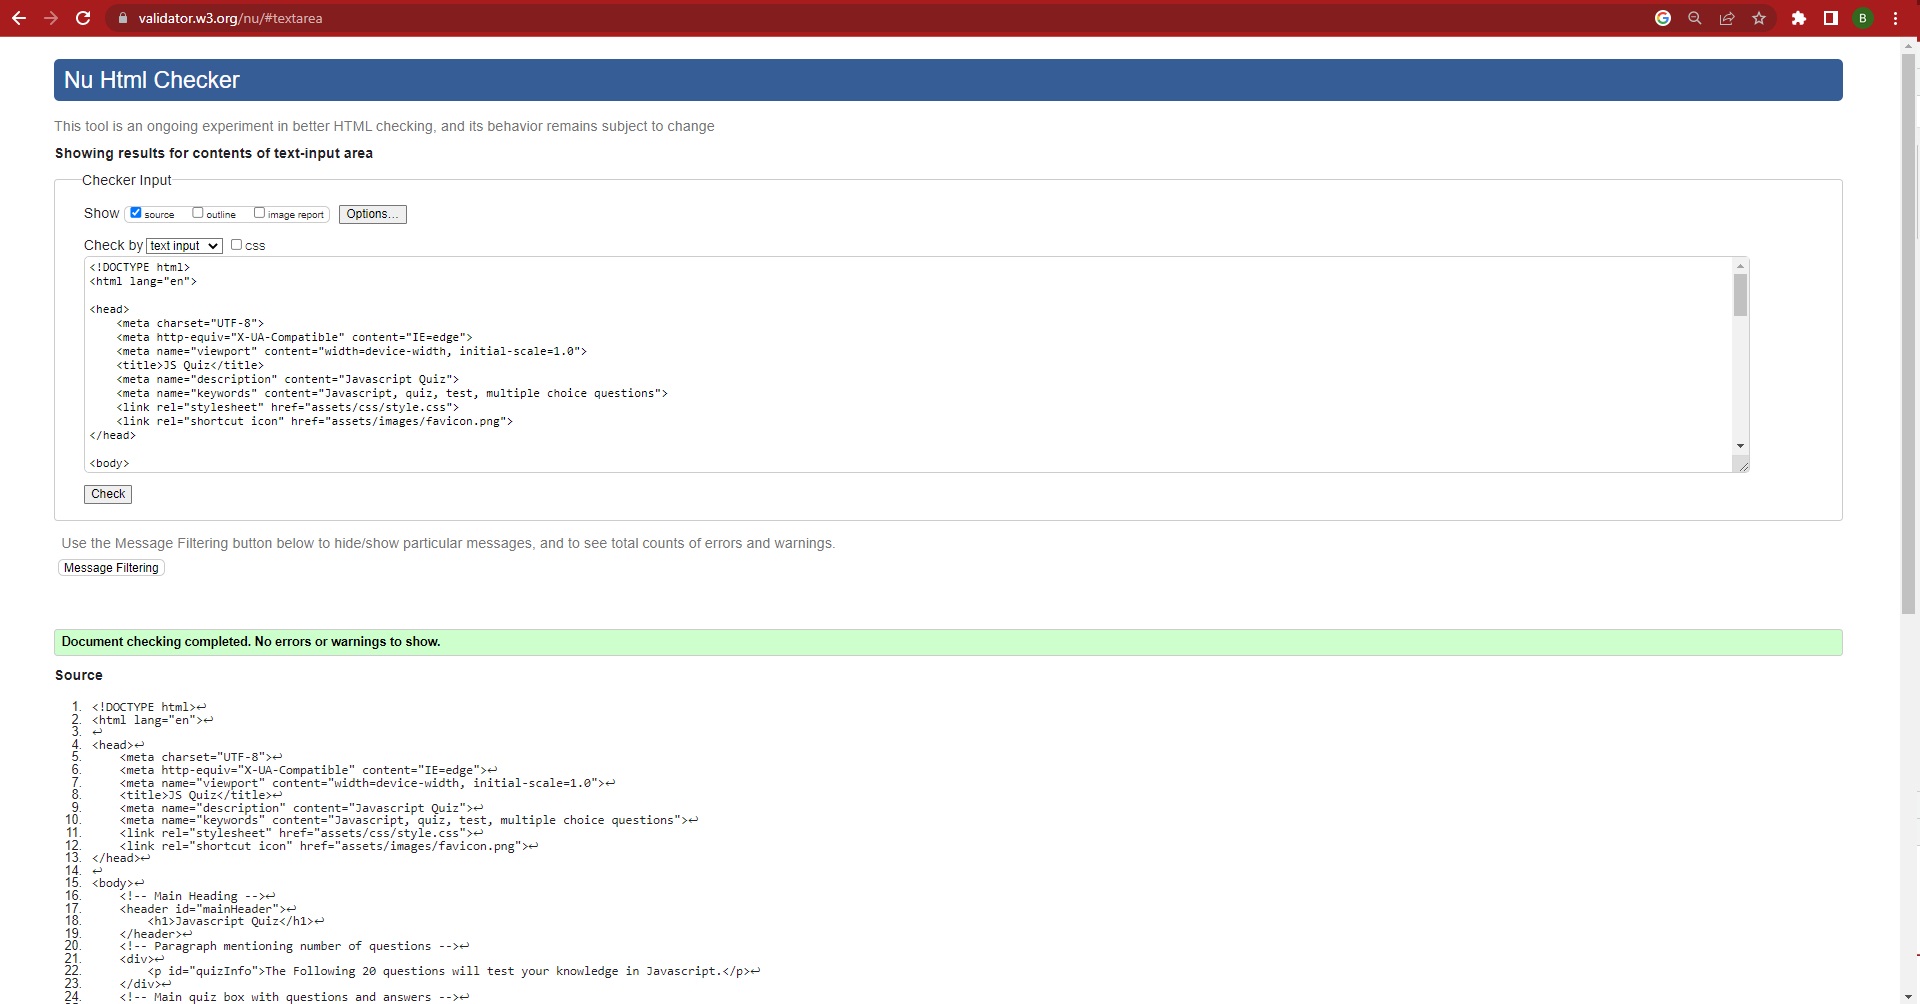 validator.w3.org/nu/#textarea
B
Nu Html Checker
This tool is an ongoing experiment in better HTML checking, and its behavior remains subject to change
Showing results for contents of text-input area
Checker Input
Show source outline image report Options...
Check by text input css
<!DOCTYPE html>
<html lang="en">
<head>
<meta charset="UTF-8">
<meta http-equiv="X-UA-Compatible" content="IE=edge">
<meta name="viewport" content="width=device-width, initial-scale=1.0">
<title>JS Quiz</title>
<meta name="description" content="Javascript Quiz">
<meta name="keywords" content="Javascript, quiz, test, multiple choice questions">
<link rel="stylesheet" href="assets/css/style.css">
<link rel="shortcut icon" href="assets/images/favicon.png">
</head>
<body>
Check
Use the Message Filtering button below to hide/show particular messages, and to see total counts of errors and warnings.
Message Filtering
Document checking completed. No errors or warnings to show.
Source
1. <!DOCTYPE html>↩
2. <html lang="en">↩
3. ↩
4. <head>↩
5. <meta charset="UTF-8">↩
6. <meta http-equiv="X-UA-Compatible" content="IE=edge">↩
7. <meta name="viewport" content="width=device-width, initial-scale=1.0">↩
8. <title>JS Quiz</title>↩
9. <meta name="description" content="Javascript Quiz">↩
10. <meta name="keywords" content="Javascript, quiz, test, multiple choice questions">↩
11. <link rel="stylesheet" href="assets/css/style.css">↩
12. <link rel="shortcut icon" href="assets/images/favicon.png">↩
13. </head>↩
14. ↩
15. <body>↩
16. <!-- Main Heading -->↩
17. <header id="mainHeader">↩
18. <h1>Javascript Quiz</h1>↩
19. </header>↩
20. <!-- Paragraph mentioning number of questions -->↩
21. <div>↩
22. <p id="quizInfo">The Following 20 questions will test your knowledge in Javascript.</p>↩
23. </div>↩
24. <!-- Main quiz box with questions and answers -->↩